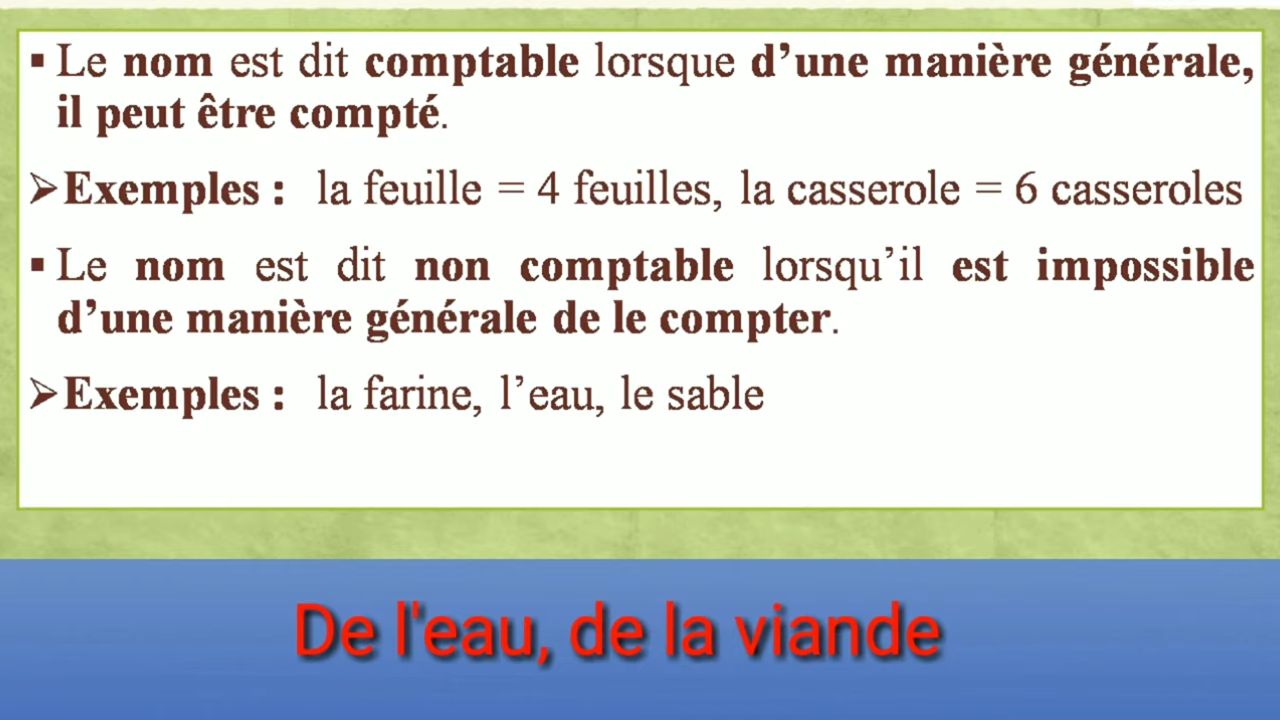 ▪ Le nom est dit comptable lorsque d’une manière générale,
il peut être compté.
➢ Exemples : la feuille = 4 feuilles, la casserole = 6 casseroles
▪ Le nom est dit non comptable lorsqu’il est impossible
d’une manière générale de le compter.
➢ Exemples : la farine, l’eau, le sable
De l'eau, de la viande